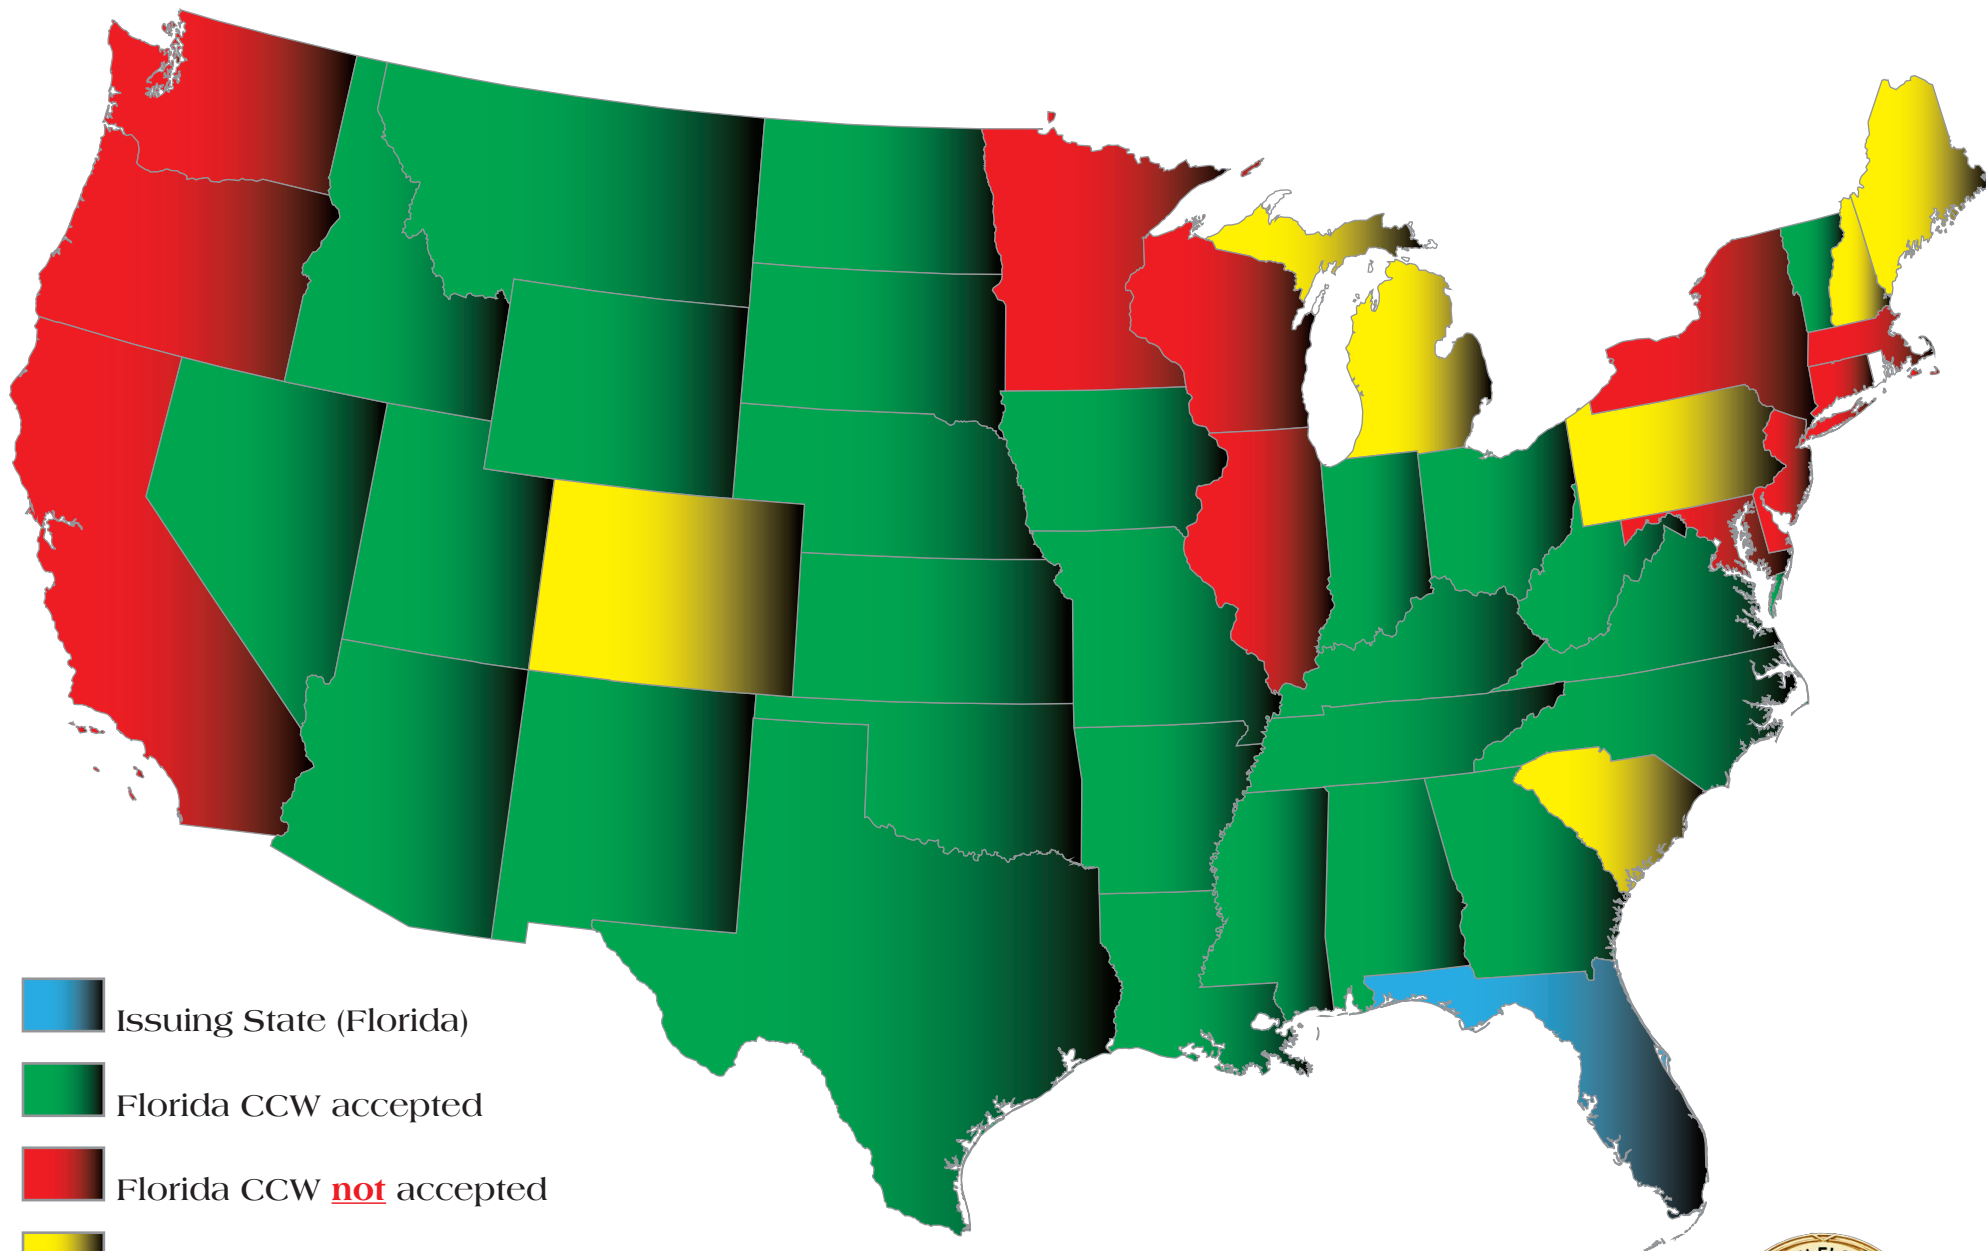 Issuing State (Florida)
Florida CCW accepted
Florida CCW not accepted